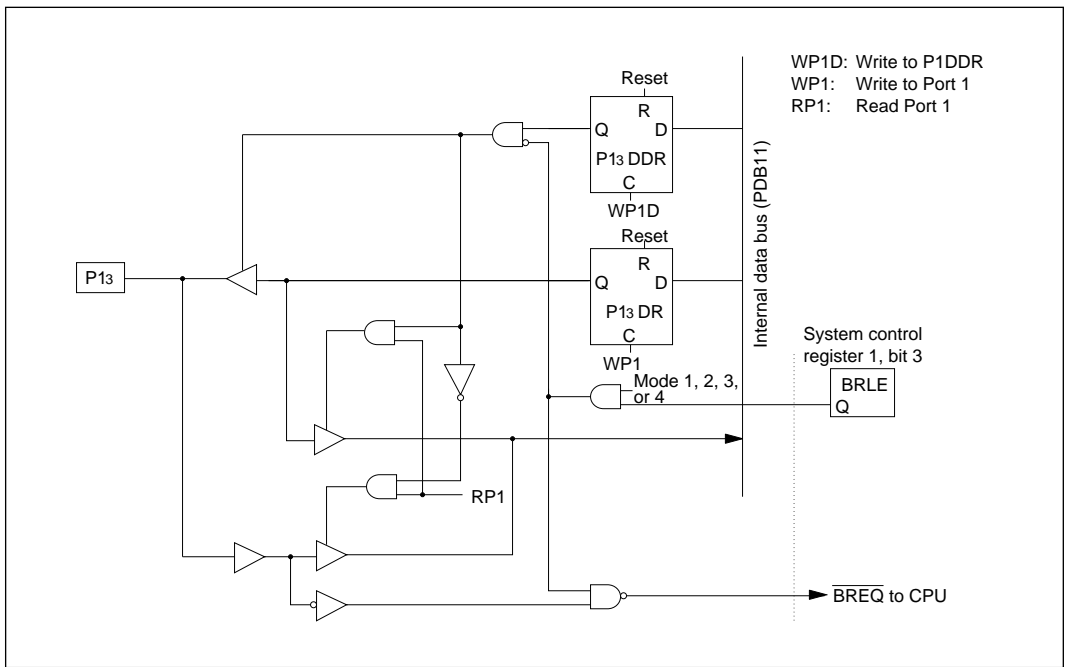 WP1D: Write to P1DDR
WP1: Write to Port 1
RP1: Read Port 1
Reset
R
Q D
P13 DDR
C
WP1D
Reset
R
Q D
P13 DR
C
WP1
P13
Internal data bus (PDB11)
System control
register 1, bit 3
BRLE
Q
Mode 1, 2, 3,
or 4
RP1
BREQ to CPU